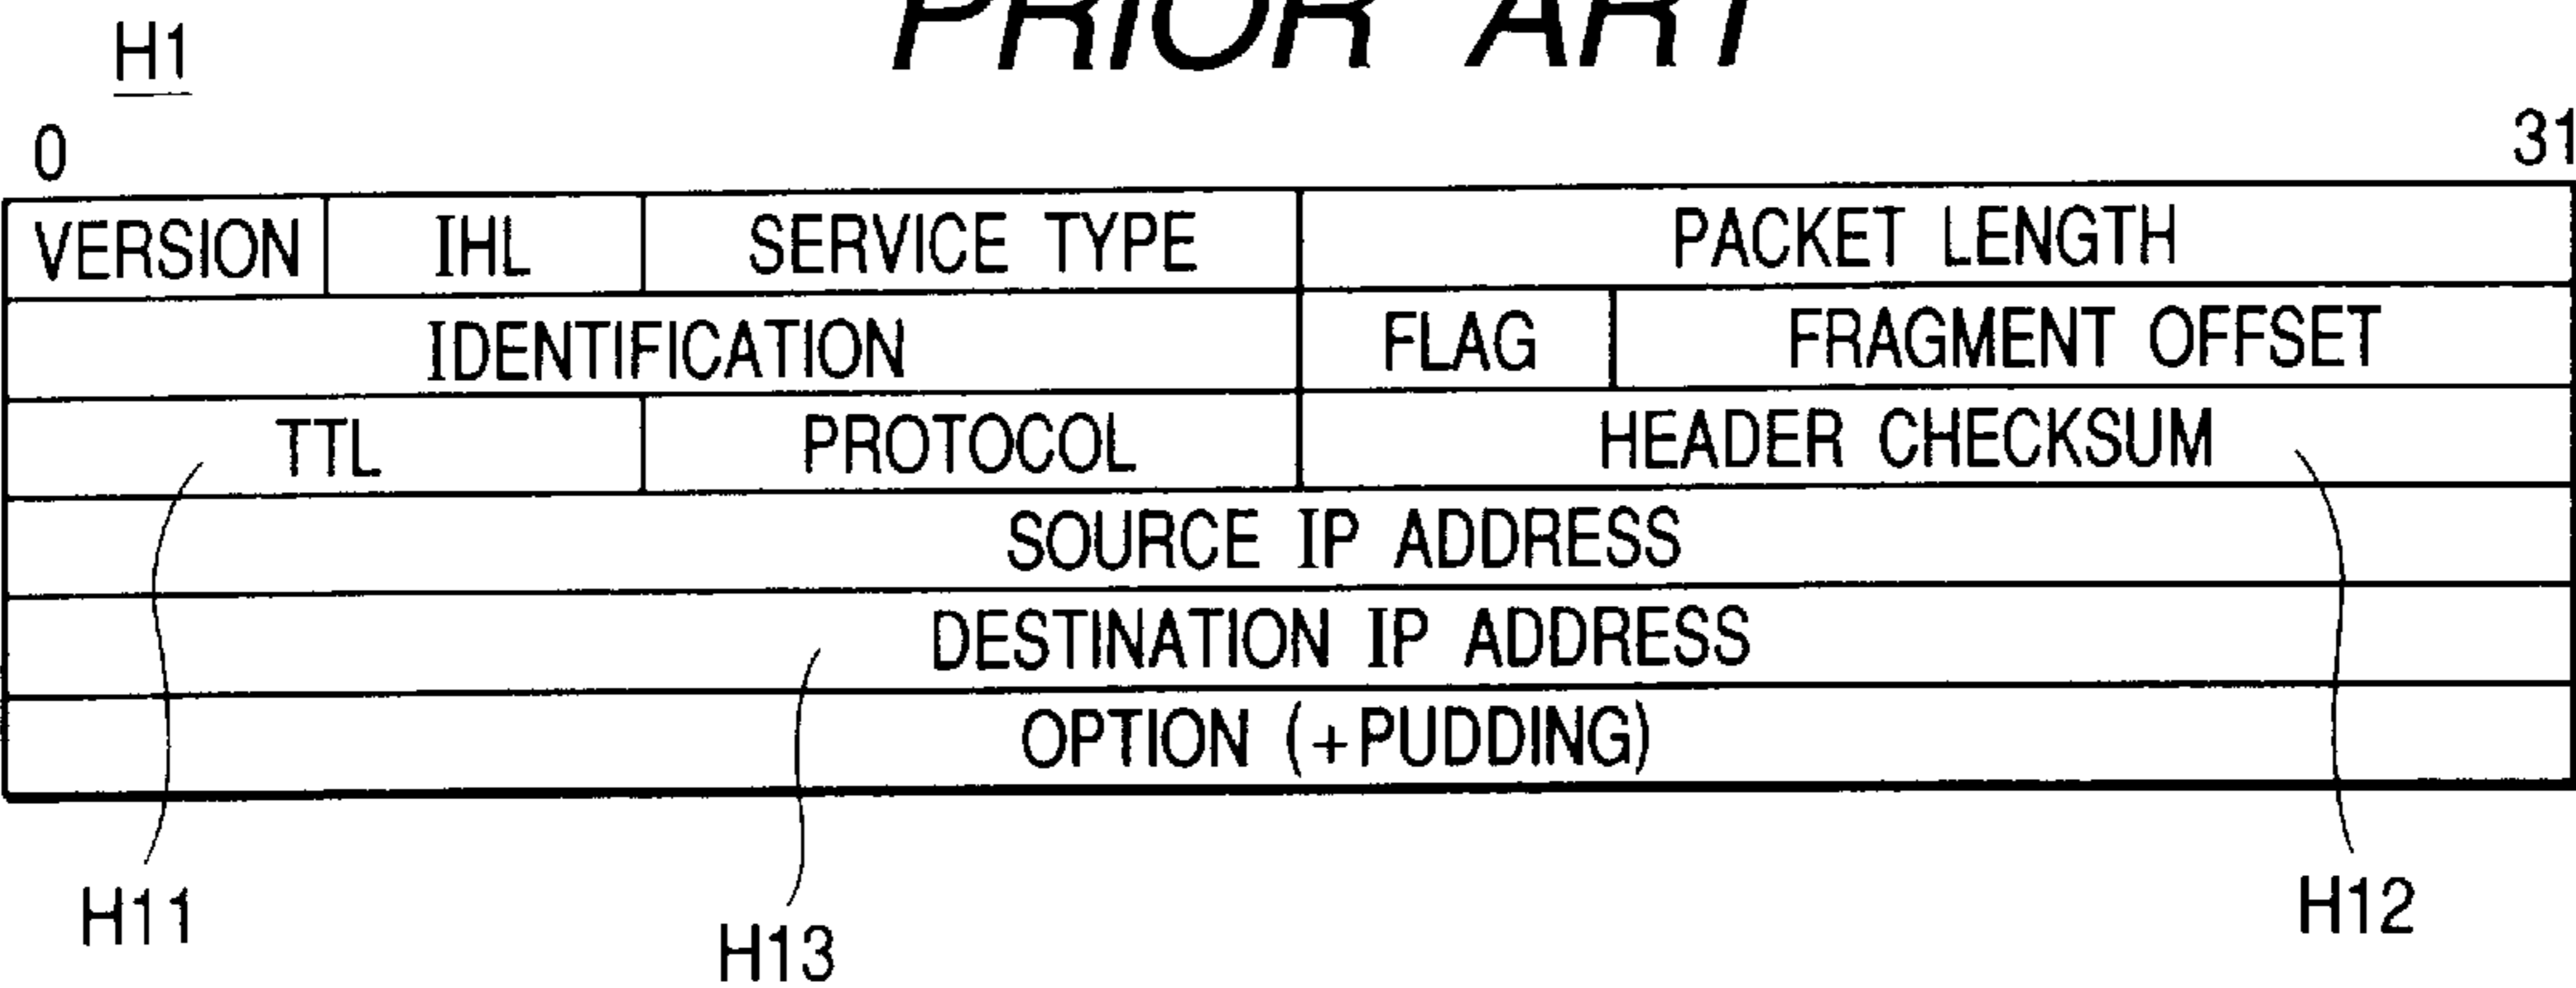 PRIOR ART
H1
0 31
VERSION IHL SERVICE TYPE PACKET LENGTH
IDENTIFICATION FLAG FRAGMENT OFFSET
TTL PROTOCOL HEADER CHECKSUM
SOURCE IP ADDRESS
DESTINATION IP ADDRESS
OPTION (+PUDDING)
H11 H13 H12